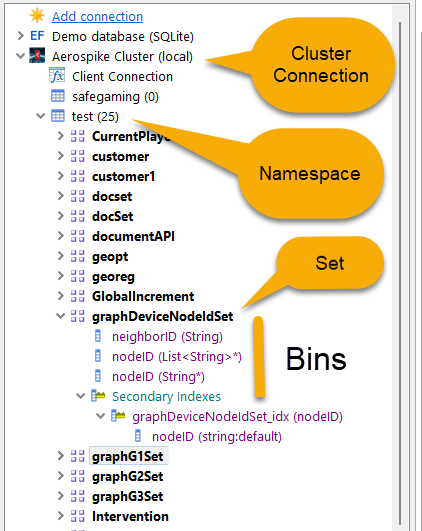 Add connection
EF Demo database (SQLite)
Aerospike Cluster (local)
Cluster
Connection
Client Connection
safegaming (0)
test (25)
CurrentPlaye
customer
Namespace
customer1
docset
docSet
documentAPI
geopt
Set
georeg
GlobalIncrement
graphDeviceNodeIdSet
neighborID (String)
nodeID (List<String>*)
Bins
nodeID (String*)
Secondary Indexes
graphDeviceNodeIdSet_idx (nodeID)
nodeID (string:default)
graphG1Set
graphG2Set
graphG3Set
Intervention